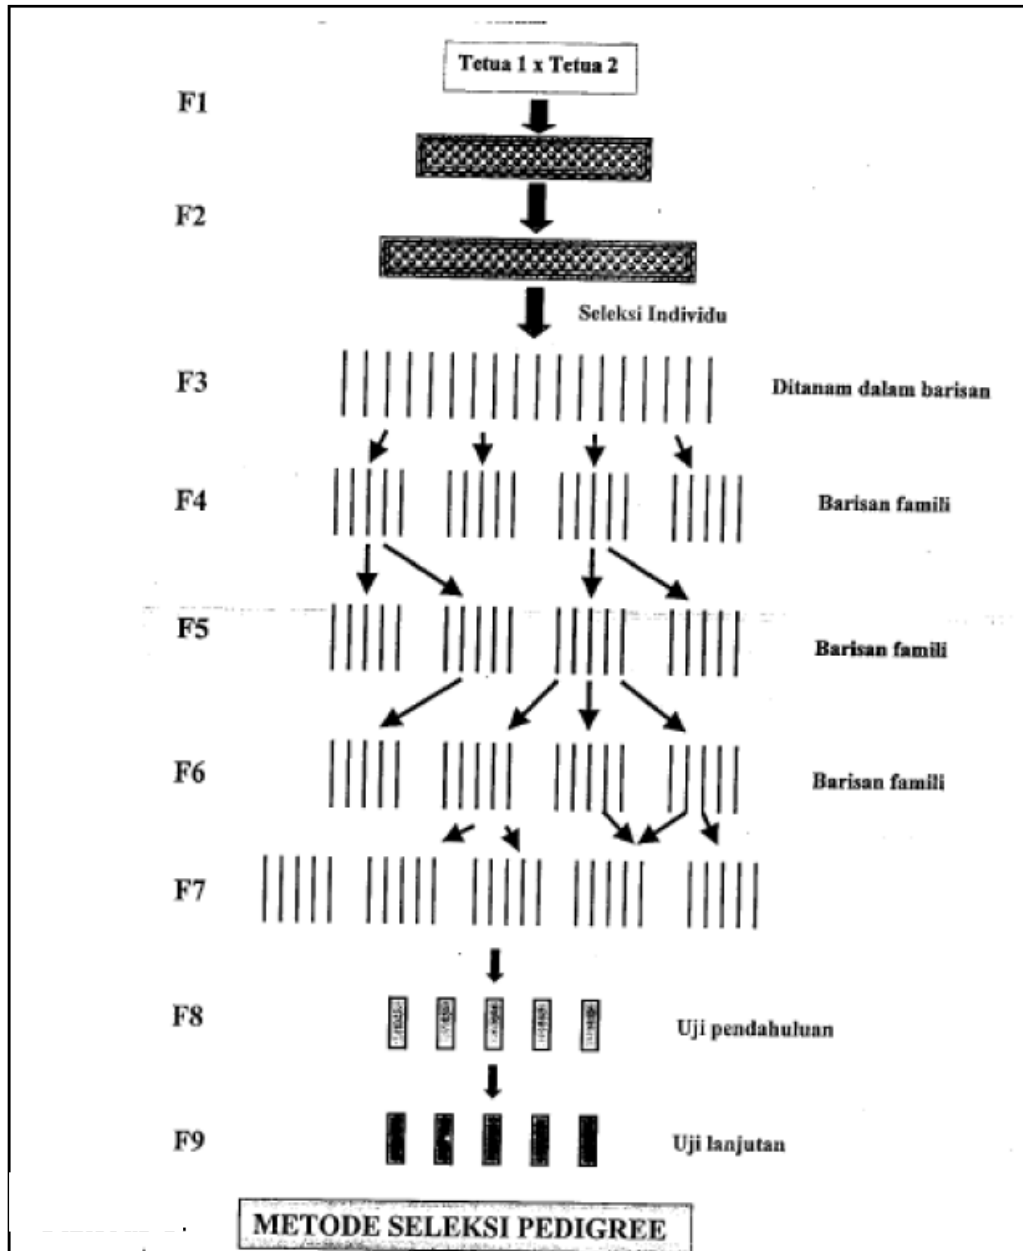 Tetua 1 x Tetua 2
F1
F2
Seleksi Individu
F3
Ditanam dalam barisan
F4
Barisan famili
F5
Barisan famili
F6
Barisan famili
F7
F8
Uji pendahuluan
F9
Uji lanjutan
METODE SELEKSI PEDIGREE